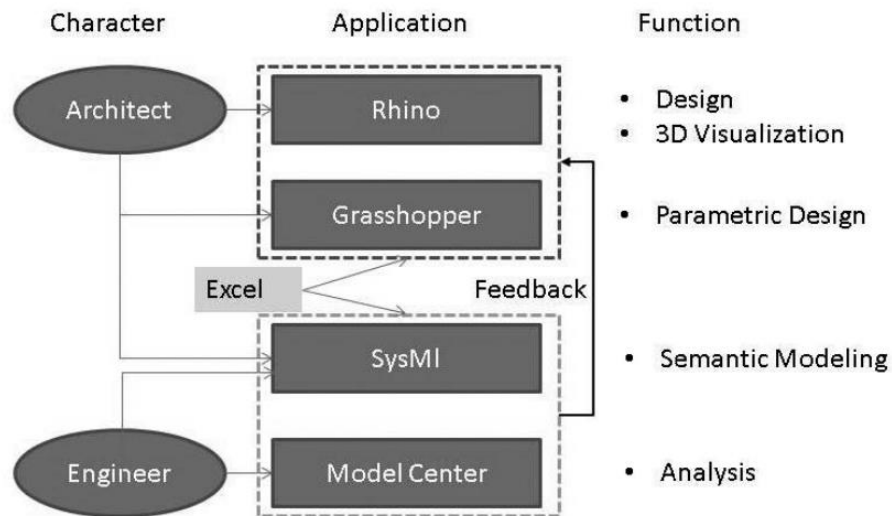 Character Application Function
Architect Rhino • Design
• 3D Visualization
Grasshopper • Parametric Design
Excel Feedback
SysMl • Semantic Modeling
Engineer Model Center • Analysis